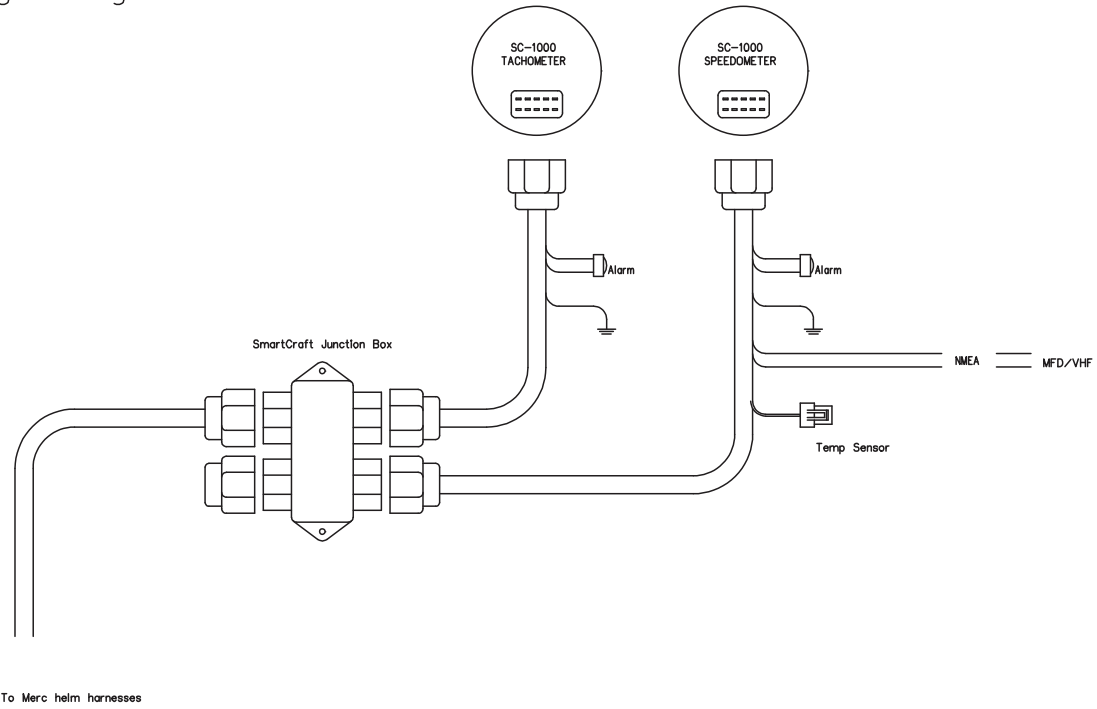 SC-1000
TACHOMETER
SC-1000
SPEEDOMETER
Alarm
Alarm
SmartCraft Junction Box
NMEA
MFD/VHF
Temp Sensor
To Merc helm harnesses